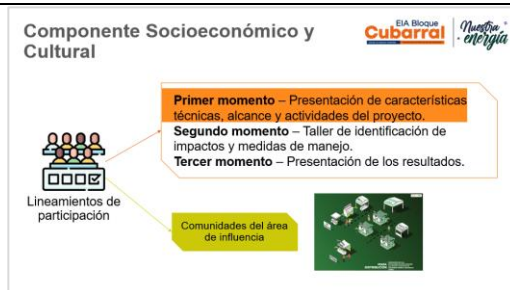 Componente Socioeconómico y
Cultural
EIA Bloque
Cubarral
Nuestra
energía
Primer momento – Presentación de características
técnicas, alcance y actividades del proyecto.
Segundo momento – Taller de identificación de
impactos y medidas de manejo.
Tercer momento – Presentación de los resultados.
Lineamientos de
participación
Comunidades del área
de influencia